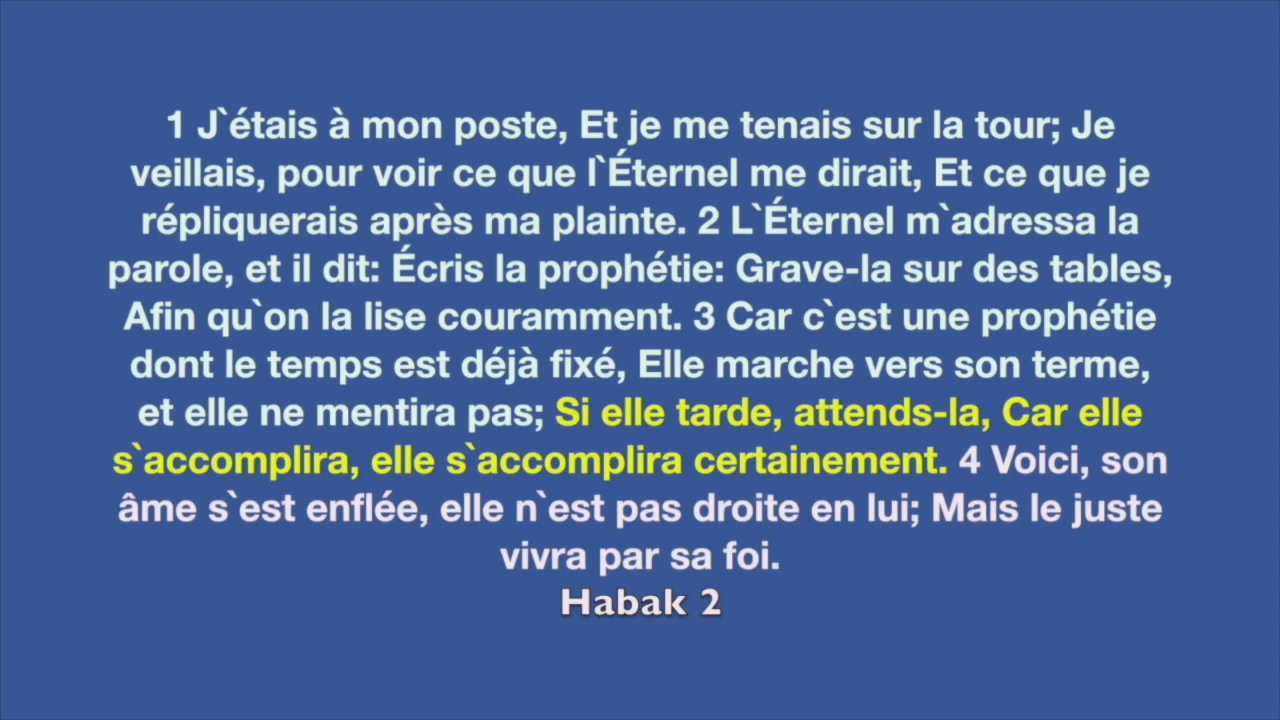 1 J`étais à mon poste, Et je me tenais sur la tour; Je
veillais, pour voir ce que l`Éternel me dirait, Et ce que je
répliquerais après ma plainte. 2 L`Éternel m`adressa la
parole, et il dit: Écris la prophétie: Grave-la sur des tables,
Afin qu`on la lise couramment. 3 Car c`est une prophétie
dont le temps est déjà fixé, Elle marche vers son terme,
et elle ne mentira pas; Si elle tarde, attends-la, Car elle
s`accomplira, elle s`accomplira certainement. 4 Voici, son
âme s`est enflée, elle n`est pas droite en lui; Mais le juste
vivra par sa foi.
Habak 2